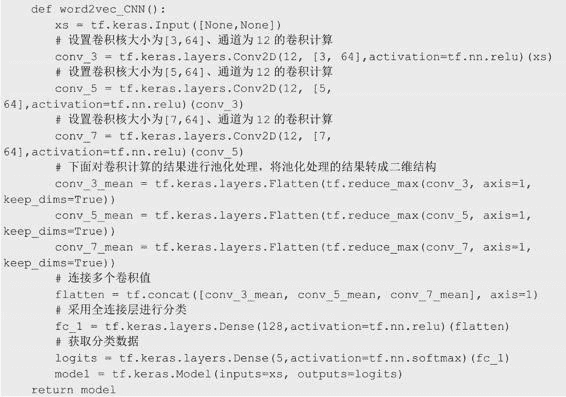 def word2vec_CNN():
    xs = tf.keras.Input([None,None])
    # 设置卷积核大小为[3,64]、通道为12的卷积计算
    conv_3 = tf.keras.layers.Conv2D(12, [3, 64],activation=tf.nn.relu)(xs)
    # 设置卷积核大小为[5,64]、通道为12的卷积计算
    conv_5 = tf.keras.layers.Conv2D(12, [5,
64],activation=tf.nn.relu)(conv_3)
    # 设置卷积核大小为[7,64]、通道为12的卷积计算
    conv_7 = tf.keras.layers.Conv2D(12, [7,
64],activation=tf.nn.relu)(conv_5)
    # 下面对卷积计算的结果进行池化处理，将池化处理的结果转成二维结构
    conv_3_mean = tf.keras.layers.Flatten(tf.reduce_max(conv_3, axis=1,
keep_dims=True))
    conv_5_mean = tf.keras.layers.Flatten(tf.reduce_max(conv_5, axis=1,
keep_dims=True))
    conv_7_mean = tf.keras.layers.Flatten(tf.reduce_max(conv_7, axis=1,
keep_dims=True))
    # 连接多个卷积值
    flatten = tf.concat([conv_3_mean, conv_5_mean, conv_7_mean], axis=1)
    # 采用全连接层进行分类
    fc_1 = tf.keras.layers.Dense(128,activation=tf.nn.relu)(flatten)
    # 获取分类数据
    logits = tf.keras.layers.Dense(5,activation=tf.nn.softmax)(fc_1)
    model = tf.keras.Model(inputs=xs, outputs=logits)
return model